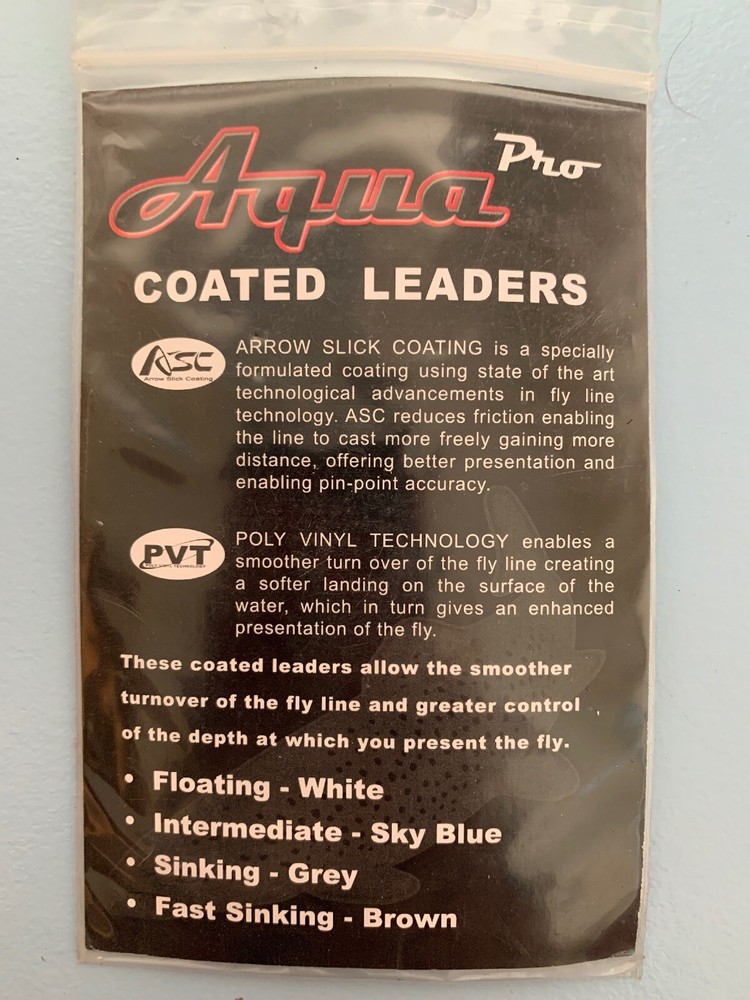 Aqua Pro
COATED LEADERS
ASC
Arrow Slick Coating
ARROW SLICK COATING is a specially
formulated coating using state of the art
technological advancements in fly line
technology. ASC reduces friction enabling
the line to cast more freely gaining more
distance, offering better presentation and
enabling pin-point accuracy.
PVT
POLY VINYL TECHNOLOGY
POLY VINYL TECHNOLOGY enables a
smoother turn over of the fly line creating
a softer landing on the surface of the
water, which in turn gives an enhanced
presentation of the fly.
These coated leaders allow the smoother
turnover of the fly line and greater control
of the depth at which you present the fly.
• Floating - White
• Intermediate - Sky Blue
• Sinking - Grey
• Fast Sinking - Brown